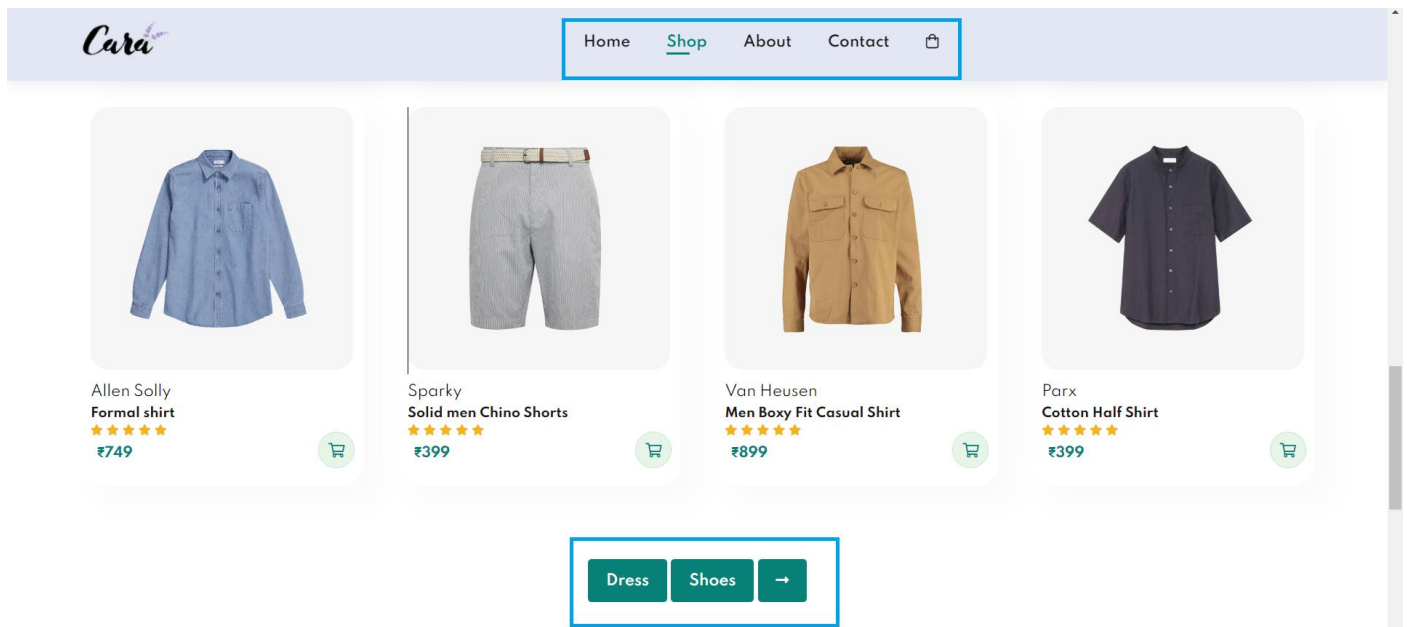 Cara
Home Shop About Contact
Allen Solly
Formal shirt
₹749
Sparky
Solid men Chino Shorts
₹399
Van Heusen
Men Boxy Fit Casual Shirt
₹899
Parx
Cotton Half Shirt
₹399
Dress Shoes →